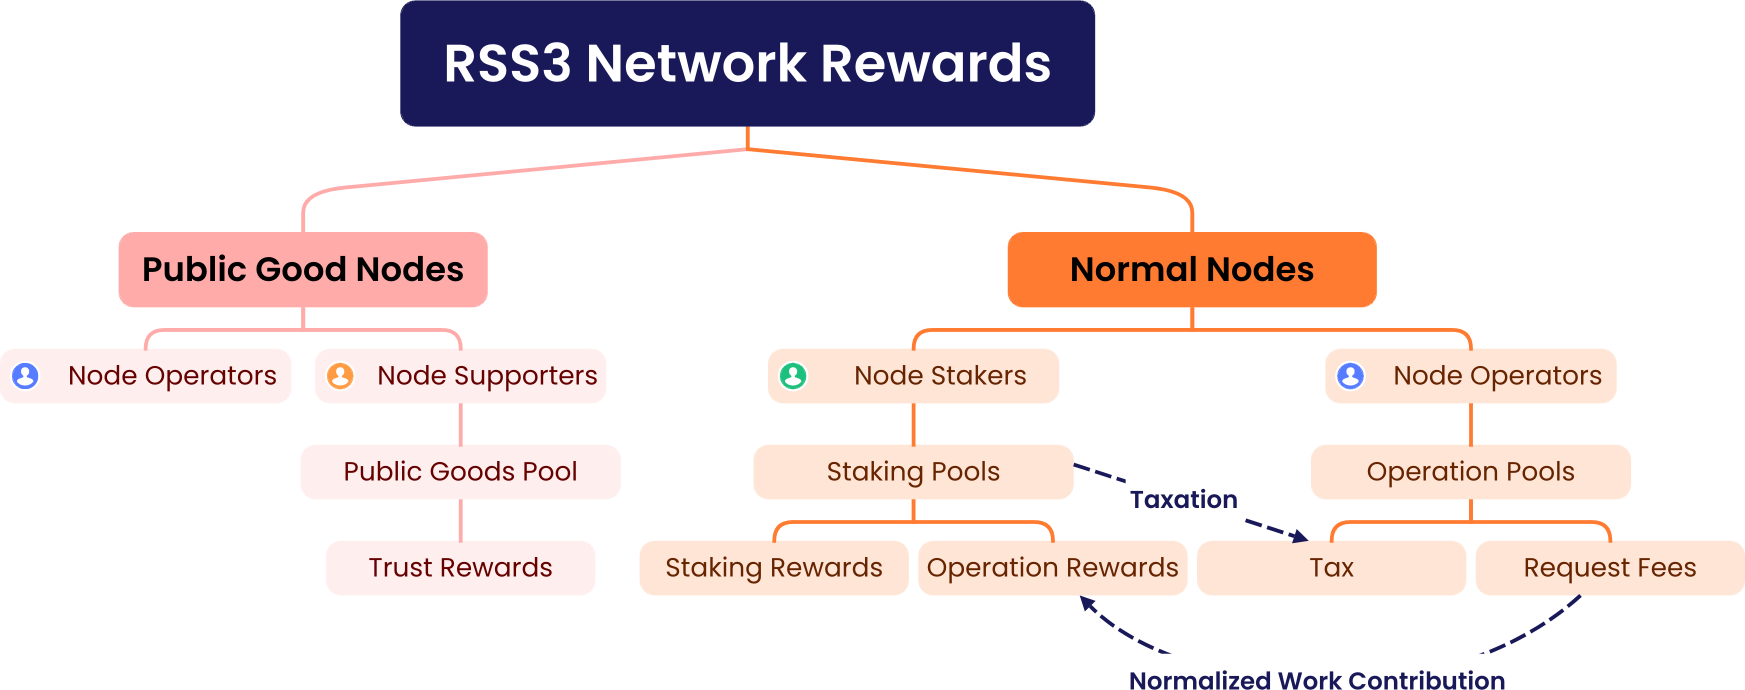 RSS3 Network Rewards
Public Good Nodes
Normal Nodes
Node Operators
Node Supporters
Node Stakers
Node Operators
Public Goods Pool
Staking Pools
Operation Pools
Taxation
Trust Rewards
Staking Rewards
Operation Rewards
Tax
Request Fees
Normalized Work Contribution